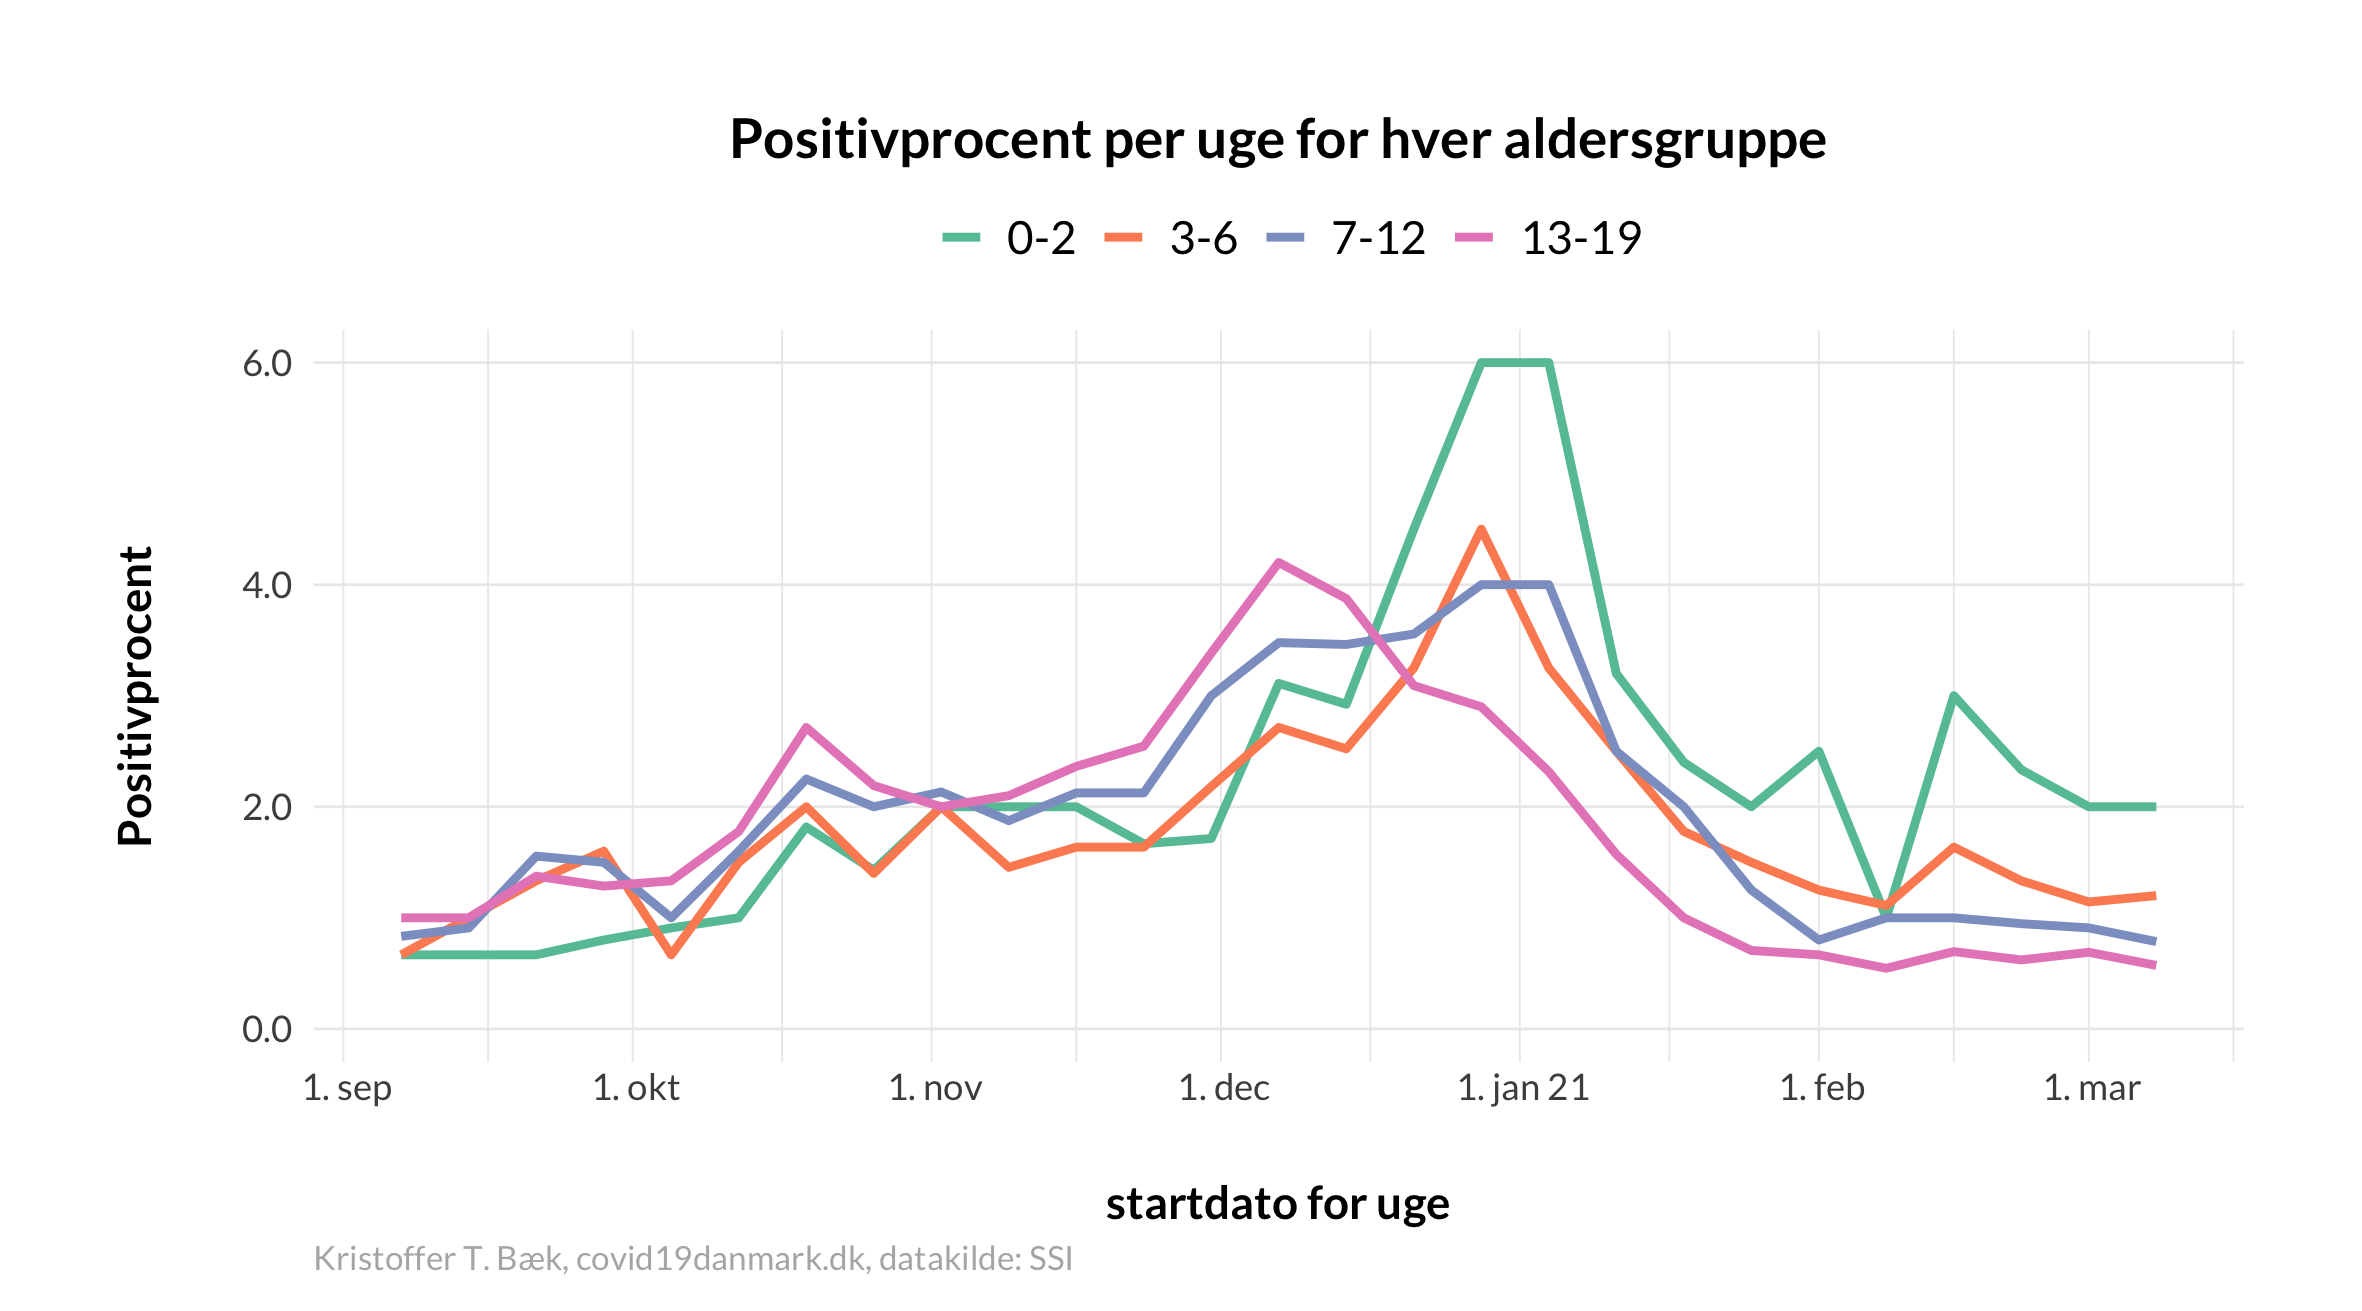 Positivprocent per uge for hver aldersgruppe
0-2 3-6 7-12 13-19
Positivprocent
6.0
4.0
2.0
0.0
1. sep 1. okt 1. nov 1. dec 1. jan 21 1. feb 1. mar
startdato for uge
Kristoffer T. Bæk, covid19danmark.dk, datakilde: SSI